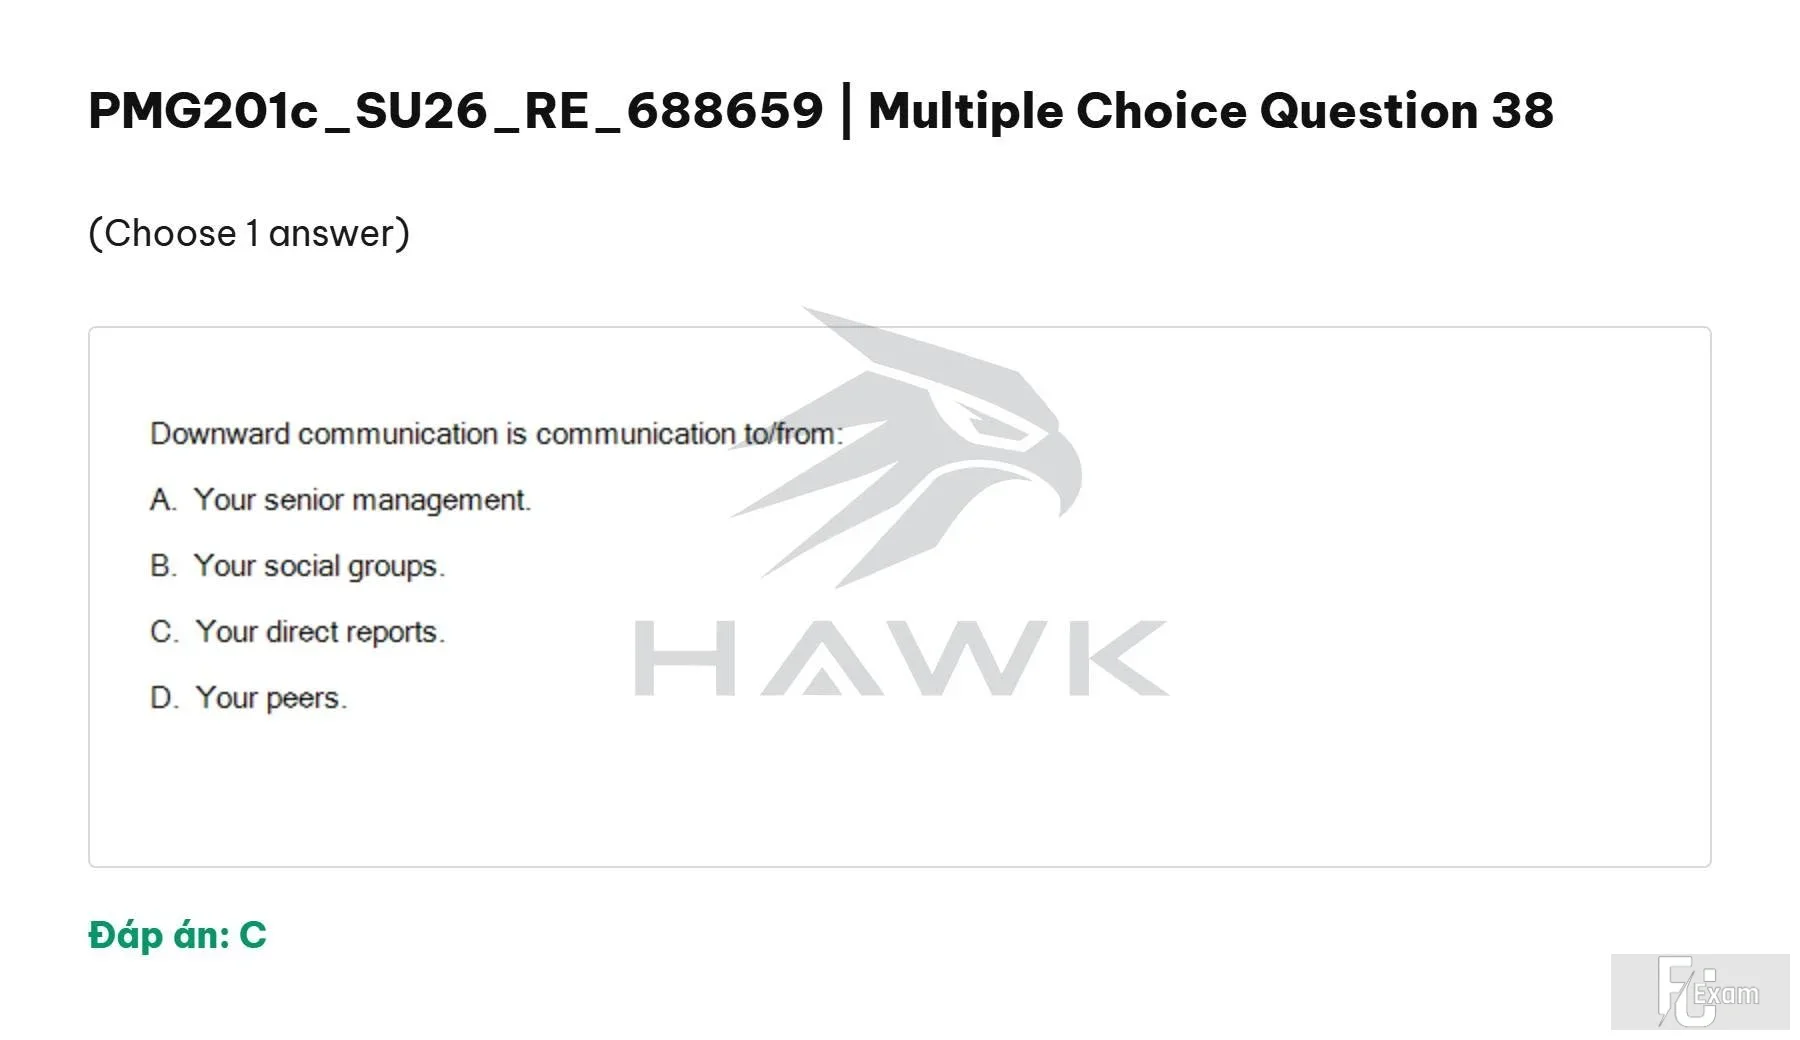 PMG201c_SU26_RE_688659 | Multiple Choice Question 38
(Choose 1 answer)
Downward communication is communication to/from:
A. Your senior management.
B. Your social groups.
C. Your direct reports.
D. Your peers.
HAWK
Đáp án: C
FU Exam